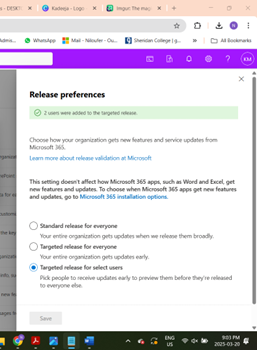 Kadeeja - Logo
Imgur: The magi
WhatsApp
Mail - Niloufer - Ou...
Sheridan College | g...
All Bookmarks
KM
Release preferences
2 users were added to the targeted release.
Choose how your organization gets new features and service updates from
Microsoft 365.
Learn more about release validation at Microsoft
This setting doesn't affect how Microsoft 365 apps, such as Word and Excel, get
new features and updates. To choose when Microsoft 365 apps get new features
and updates, go to Microsoft 365 installation options.
Standard release for everyone
Your entire organization gets updates when we release them broadly.
Targeted release for everyone
Your entire organization gets updates early.
Targeted release for select users
Pick people to receive updates early to preview them before they're released
to everyone else.
Save
ENG
US
9:03 PM
2025-03-20